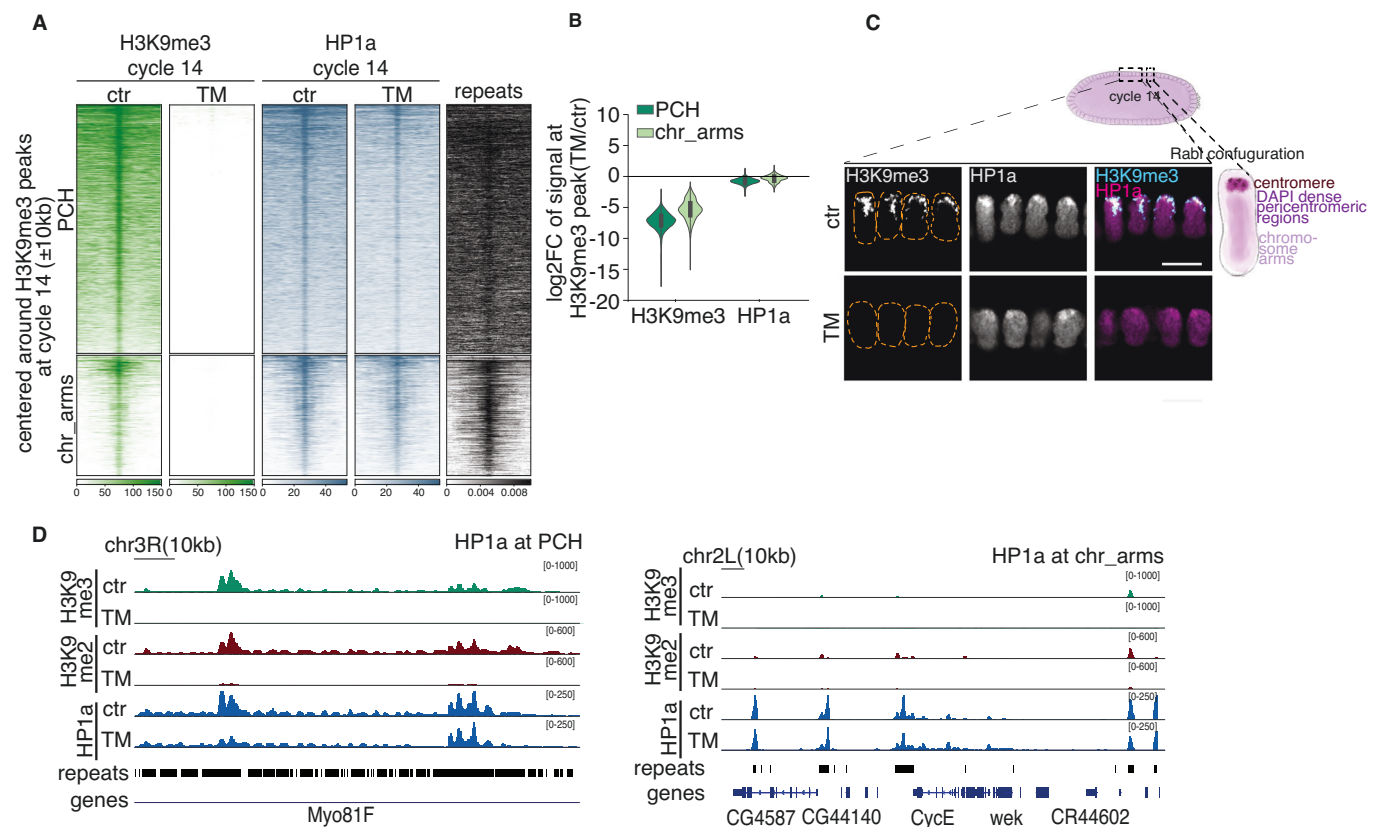 A
H3K9me3
cycle 14
HP1a
cycle 14
ctr
TM
ctr
TM
repeats
centered around H3K9me3 peaks
at cycle 14 (±10kb)
PCH
chr_arms
0 50 100 150
0 50 100 150
0 20 40
0 20 40
0 0.004 0.008
B
log2FC of signal at
H3K9me3 peak(TM/ctr)
PCH
chr_arms
10
5
0
-5
-10
-15
-20
H3K9me3 HP1a
C
cycle 14
Rabl confuguration
H3K9me3
HP1a
H3K9me3
HP1a
ctr
TM
centromere
DAPI dense
pericentromeric
regions
chromo-
some
arms
D
chr3R(10kb)
HP1a at PCH
H3K9
me3
ctr
[0-1000]
TM
[0-1000]
H3K9
me2
ctr
[0-600]
TM
[0-600]
HP1a
ctr
[0-250]
TM
[0-250]
repeats
genes
Myo81F
chr2L(10kb)
HP1a at chr_arms
H3K9
me3
ctr
[0-1000]
TM
[0-1000]
H3K9
me2
ctr
[0-600]
TM
[0-600]
HP1a
ctr
[0-250]
TM
[0-250]
repeats
genes
CG4587 CG44140 CycE wek CR44602